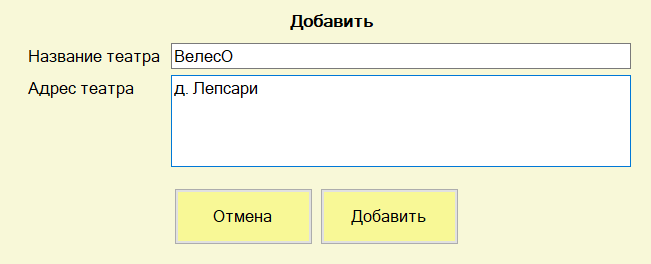 Добавить
Название театра ВелесО
Адрес театра д. Лепсари
Отмена Добавить